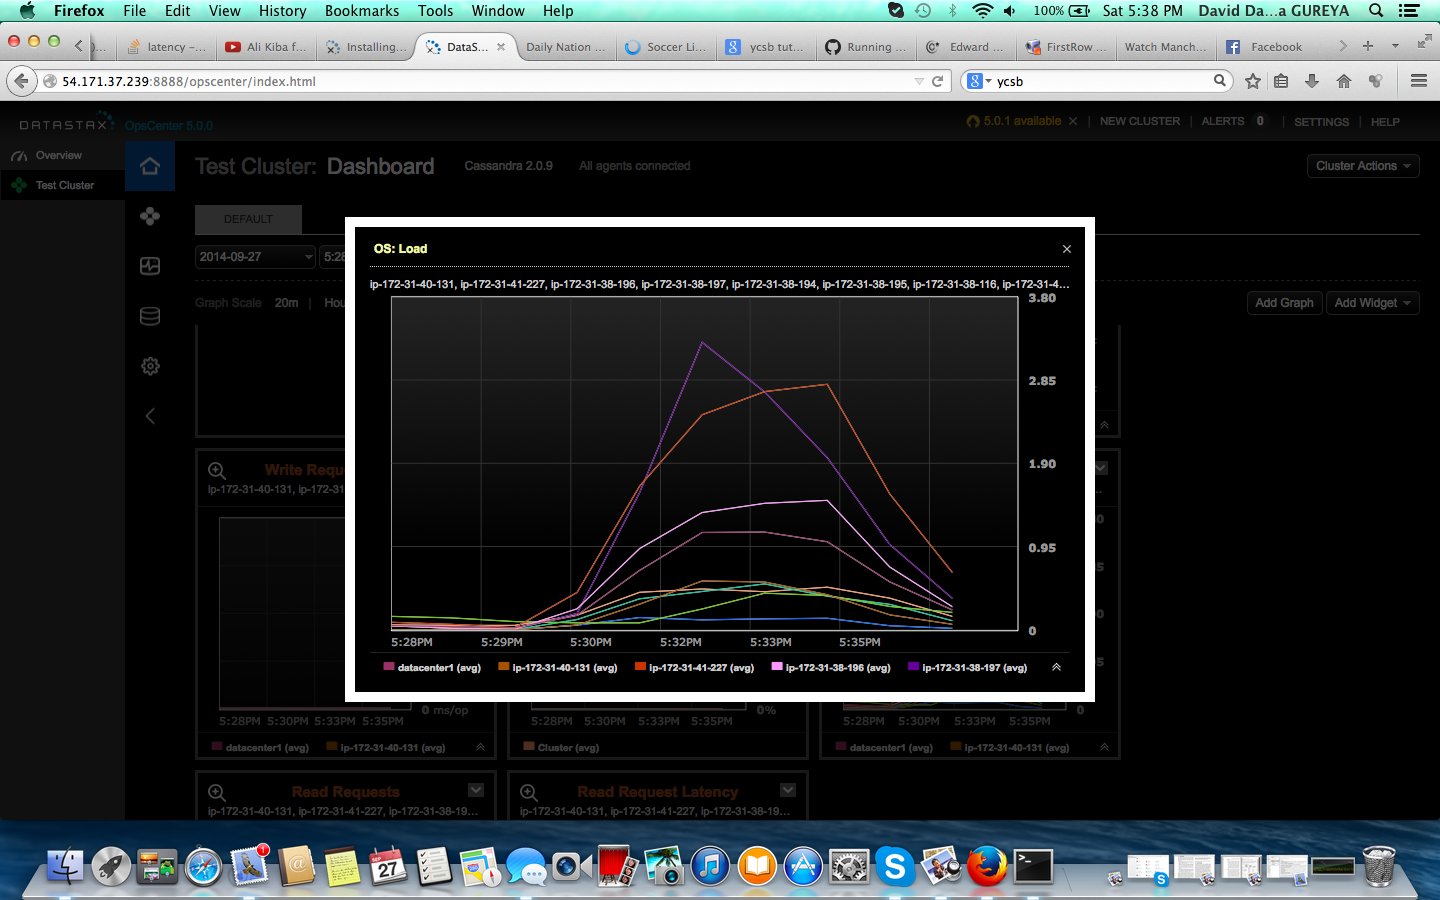 Firefox File Edit View History Bookmarks Tools Window Help 100% Sat 5:38 PM David Da...a GUREYA
)... latency –... Ali Kiba f... Installing... DataS... Daily Nation ... Soccer Li... ycsb tut... Running ... Edward ... FirstRow ... Watch Manch... Facebook
54.171.37.239:8888/opscenter/index.html ycsb
DATASTAX OpsCenter 5.0.0 5.0.1 available NEW CLUSTER ALERTS 0 SETTINGS HELP
Overview
Test Cluster
Test Cluster: Dashboard Cassandra 2.0.9 All agents connected Cluster Actions
DEFAULT
2014-09-27 5:28
Graph Scale 20m Hou
Add Graph Add Widget
OS: Load
ip-172-31-40-131, ip-172-31-41-227, ip-172-31-38-196, ip-172-31-38-197, ip-172-31-38-194, ip-172-31-38-195, ip-172-31-38-116, ip-172-31-4...
3.80
2.85
1.90
0.95
0
5:28PM 5:29PM 5:30PM 5:32PM 5:33PM 5:35PM
datacenter1 (avg) ip-172-31-40-131 (avg) ip-172-31-41-227 (avg) ip-172-31-38-196 (avg) ip-172-31-38-197 (avg)
Write Requ
ip-172-31-40-131, ip-172-31
0 ms/op
5:28PM 5:30PM 5:33PM 5:35PM
datacenter1 (avg) ip-172-31-40-131 (avg)
0%
5:28PM 5:30PM 5:33PM 5:35PM
Cluster (avg)
0
5:28PM 5:30PM 5:33PM 5:35PM
datacenter1 (avg) ip-172-31-40-131 (avg)
Read Requests
ip-172-31-40-131, ip-172-31-41-227, ip-172-31-38-19...
Read Request Latency
ip-172-31-40-131, ip-172-31-41-227, ip-172-31-38-19...
SEP
27
1